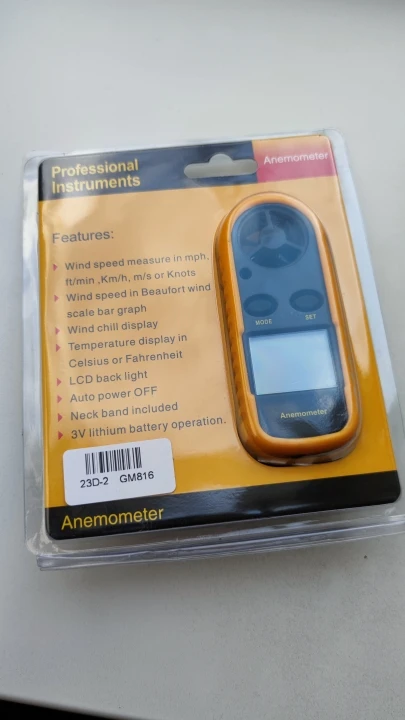 Professional
Instruments
Anemometer
Features:
Wind speed measure in mph,
ft/min ,Km/h, m/s or Knots
Wind speed in Beaufort wind
scale bar graph
Wind chill display
Temperature display in
Celsius or Fahrenheit
LCD back light
Auto power OFF
Neck band included
3V lithium battery operation.
MODE
SET
Anemometer
23D-2 GM816
Anemometer